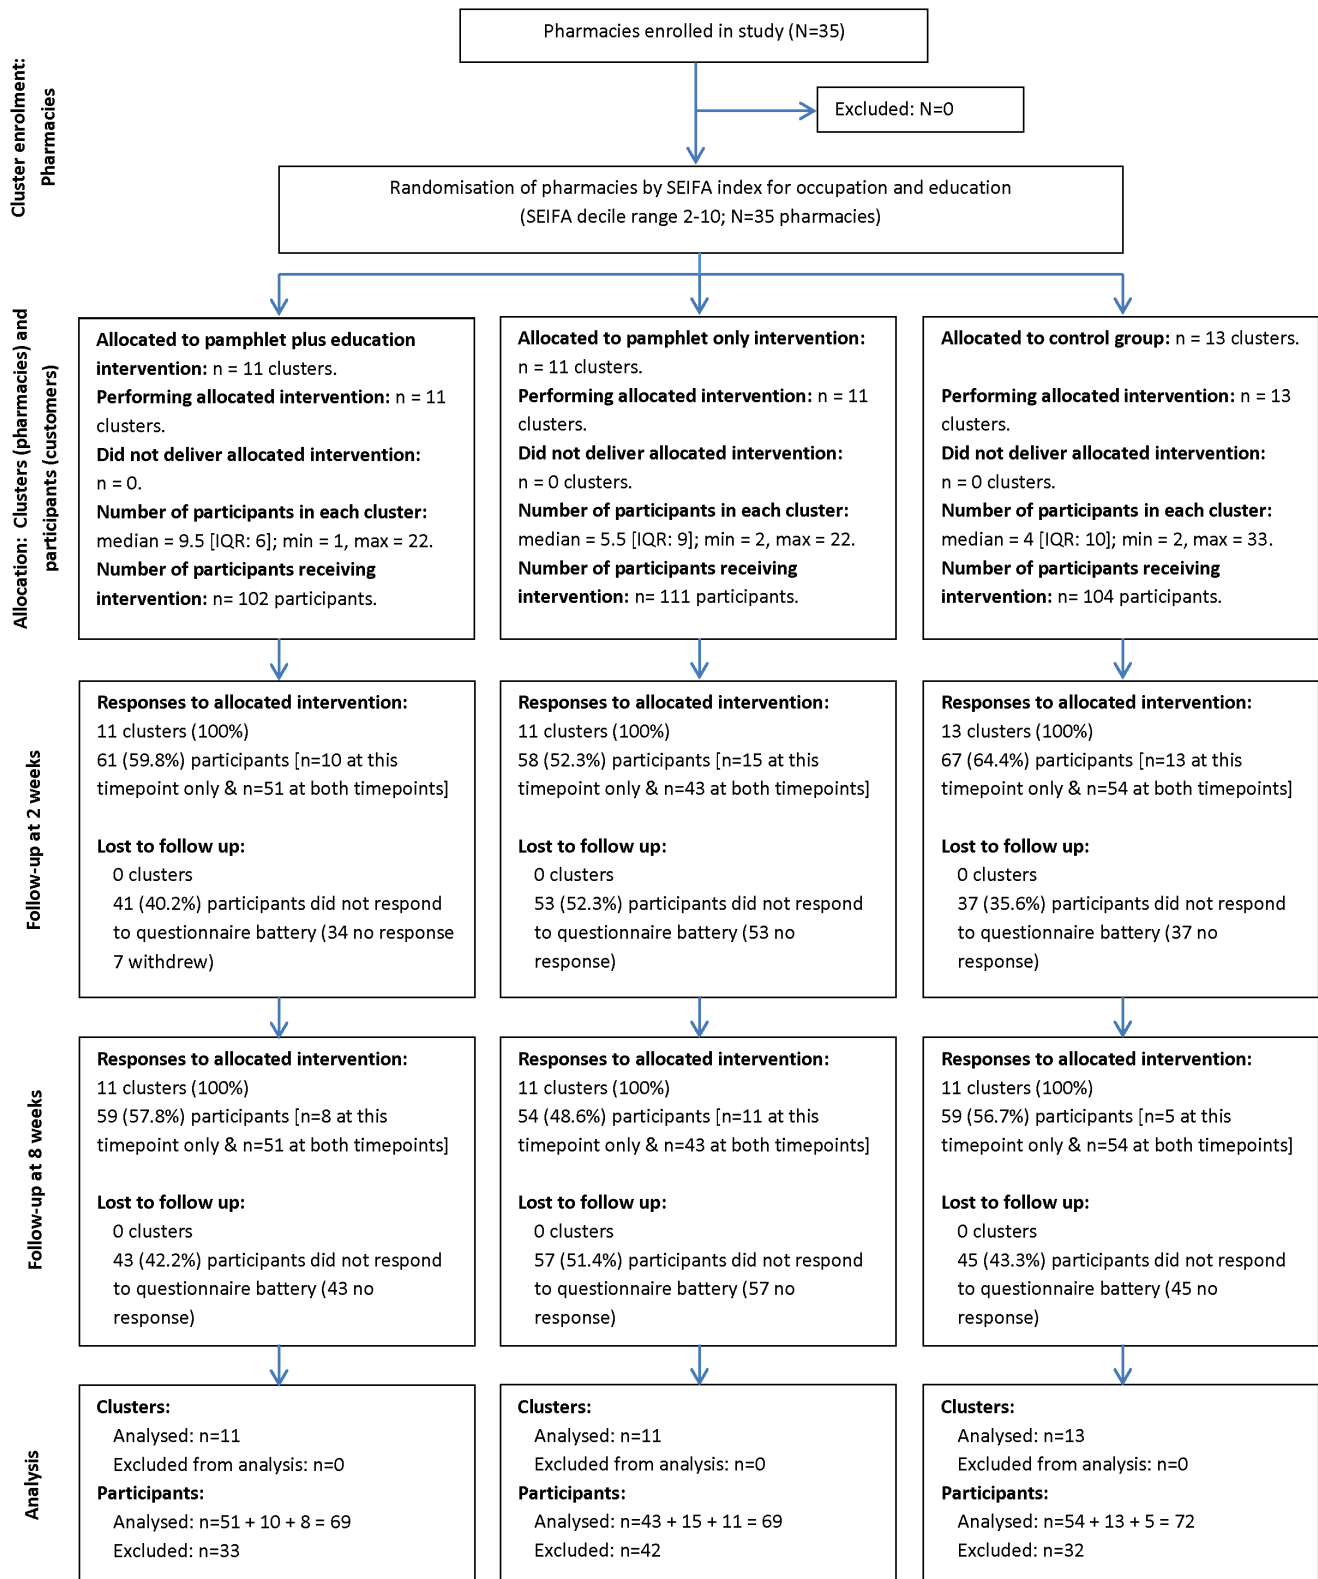 Pharmacies enrolled in study (N=35)
Excluded: N=0
Cluster enrolment:
Pharmacies
Randomisation of pharmacies by SEIFA index for occupation and education
(SEIFA decile range 2-10; N=35 pharmacies)
Allocation:  Clusters (pharmacies) and
participants (customers)
Allocated to pamphlet plus education
intervention: n = 11 clusters.
Performing allocated intervention: n = 11
clusters.
Did not deliver allocated intervention:
n = 0.
Number of participants in each cluster:
median = 9.5 [IQR: 6]; min = 1, max = 22.
Number of participants receiving
intervention: n= 102 participants.
Allocated to pamphlet only intervention:
n = 11 clusters.
Performing allocated intervention: n = 11
clusters.
Did not deliver allocated intervention:
n = 0 clusters.
Number of participants in each cluster:
median = 5.5 [IQR: 9]; min = 2, max = 22.
Number of participants receiving
intervention: n= 111 participants.
Allocated to control group: n = 13 clusters.
Performing allocated intervention: n = 13
clusters.
Did not deliver allocated intervention:
n = 0 clusters.
Number of participants in each cluster:
median = 4 [IQR: 10]; min = 2, max = 33.
Number of participants receiving
intervention: n= 104 participants.
Follow-up at 2 weeks
Responses to allocated intervention:
11 clusters (100%)
61 (59.8%) participants [n=10 at this
timepoint only & n=51 at both timepoints]
Lost to follow up:
0 clusters
41 (40.2%) participants did not respond
to questionnaire battery (34 no response
7 withdrew)
Responses to allocated intervention:
11 clusters (100%)
58 (52.3%) participants [n=15 at this
timepoint only & n=43 at both timepoints]
Lost to follow up:
0 clusters
53 (52.3%) participants did not respond
to questionnaire battery (53 no
response)
Responses to allocated intervention:
13 clusters (100%)
67 (64.4%) participants [n=13 at this
timepoint only & n=54 at both timepoints]
Lost to follow up:
0 clusters
37 (35.6%) participants did not respond
to questionnaire battery (37 no
response)
Follow-up at 8 weeks
Responses to allocated intervention:
11 clusters (100%)
59 (57.8%) participants [n=8 at this
timepoint only & n=51 at both timepoints]
Lost to follow up:
0 clusters
43 (42.2%) participants did not respond
to questionnaire battery (43 no
response)
Responses to allocated intervention:
11 clusters (100%)
54 (48.6%) participants [n=11 at this
timepoint only & n=43 at both timepoints]
Lost to follow up:
0 clusters
57 (51.4%) participants did not respond
to questionnaire battery (57 no
response)
Responses to allocated intervention:
11 clusters (100%)
59 (56.7%) participants [n=5 at this
timepoint only & n=54 at both timepoints]
Lost to follow up:
0 clusters
45 (43.3%) participants did not respond
to questionnaire battery (45 no
response)
Analysis
Clusters:
Analysed: n=11
Excluded from analysis: n=0
Participants:
Analysed: n=51 + 10 + 8 = 69
Excluded: n=33
Clusters:
Analysed: n=11
Excluded from analysis: n=0
Participants:
Analysed: n=43 + 15 + 11 = 69
Excluded: n=42
Clusters:
Analysed: n=13
Excluded from analysis: n=0
Participants:
Analysed: n=54 + 13 + 5 = 72
Excluded: n=32